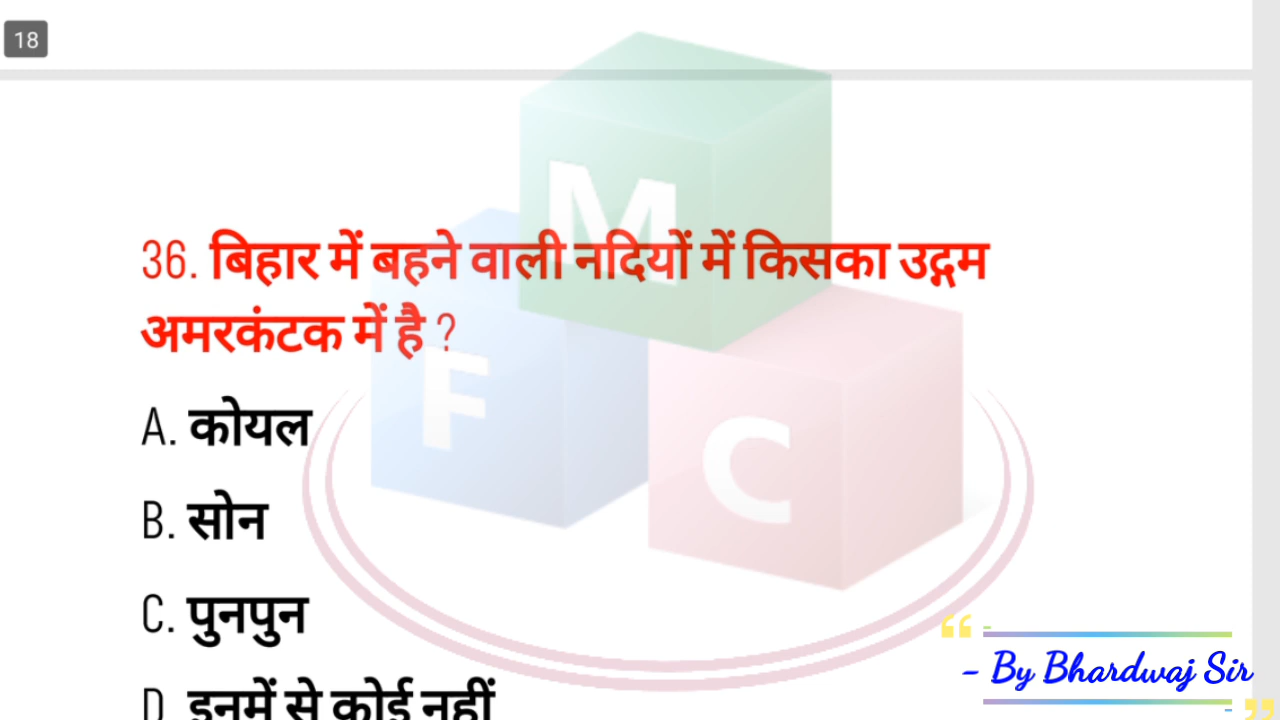 18
36. बिहार में बहने वाली नदियों में किसका उद्गम
अमरकंटक में है ?
A. कोयल
B. सोन
C. पुनपुन
D. इनमें से कोई नहीं
M
F
C
“
- By Bhardwaj Sir
”